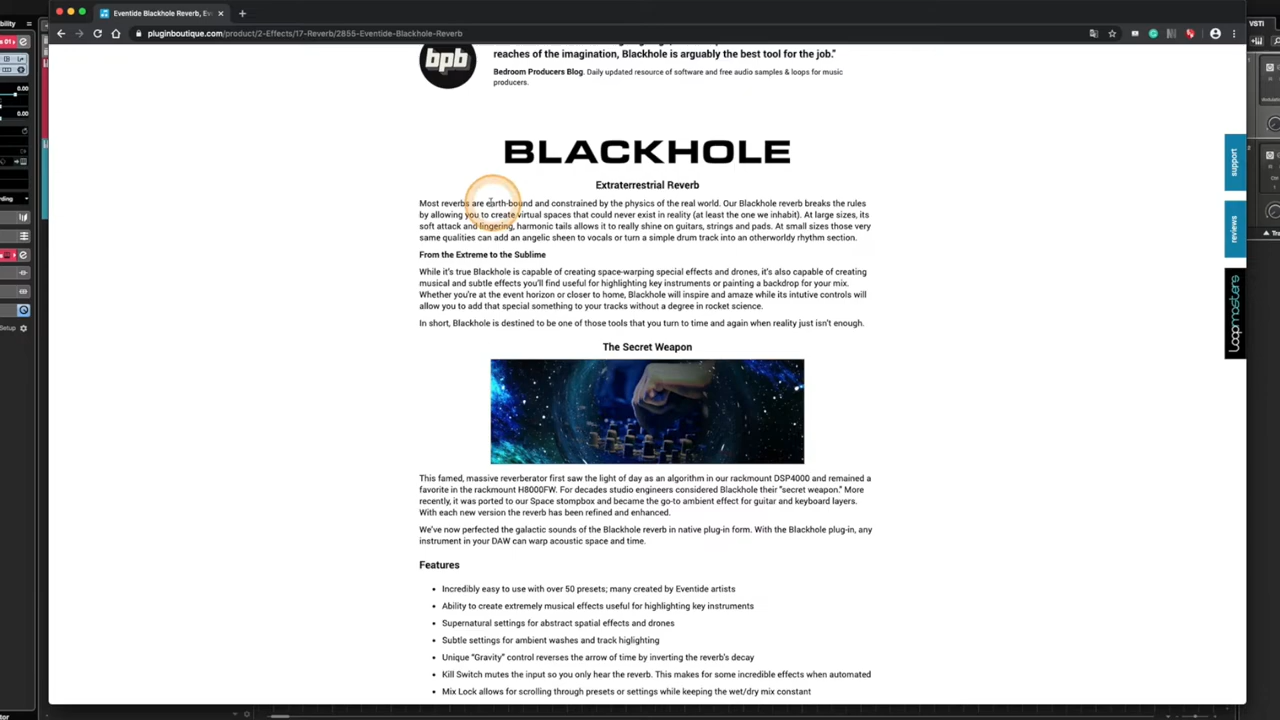 bility
Eventide Blackhole Reverb, Ev
VSTi
pluginboutique.com/product/2-Effects/17-Reverb/2855-Eventide-Blackhole-Reverb
reaches of the imagination, Blackhole is arguably the best tool for the job."
bpb
Bedroom Producers Blog. Daily updated resource of software and free audio samples & loops for music
producers.
0.00
0.00
BLACKHOLE
Extraterrestrial Reverb
Most reverbs are earth-bound and constrained by the physics of the real world. Our Blackhole reverb breaks the rules
by allowing you to create virtual spaces that could never exist in reality (at least the one we inhabit). At large sizes, its
soft attack and lingering, harmonic tails allows it to really shine on guitars, strings and pads. At small sizes those very
same qualities can add an angelic sheen to vocals or turn a simple drum track into an otherworldly rhythm section.
From the Extreme to the Sublime
While it's true Blackhole is capable of creating space-warping special effects and drones, it's also capable of creating
musical and subtle effects you'll find useful for highlighting key instruments or painting a backdrop for your mix.
Whether you're at the event horizon or closer to home, Blackhole will inspire and amaze while its intutive controls will
allow you to add that special something to your tracks without a degree in rocket science.
In short, Blackhole is destined to be one of those tools that you turn to time and again when reality just isn't enough.
support
reviews
loopmasters
Setup
The Secret Weapon
This famed, massive reverberator first saw the light of day as an algorithm in our rackmount DSP4000 and remained a
favorite in the rackmount H8000FW. For decades studio engineers considered Blackhole their "secret weapon." More
recently, it was ported to our Space stompbox and became the go-to ambient effect for guitar and keyboard layers.
With each new version the reverb has been refined and enhanced.
We've now perfected the galactic sounds of the Blackhole reverb in native plug-in form. With the Blackhole plug-in, any
instrument in your DAW can warp acoustic space and time.
Features
• Incredibly easy to use with over 50 presets; many created by Eventide artists
• Ability to create extremely musical effects useful for highlighting key instruments
• Supernatural settings for abstract spatial effects and drones
• Subtle settings for ambient washes and track higlighting
• Unique "Gravity" control reverses the arrow of time by inverting the reverb's decay
• Kill Switch mutes the input so you only hear the reverb. This makes for some incredible effects when automated
• Mix Lock allows for scrolling through presets or settings while keeping the wet/dry mix constant